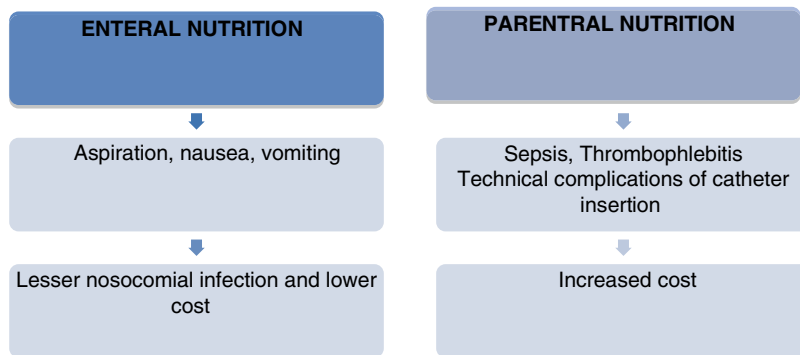 ENTERAL NUTRITION
Aspiration, nausea, vomiting
Lesser nosocomial infection and lower
cost
PARENTRAL NUTRITION
Sepsis, Thrombophlebitis
Technical complications of catheter
insertion
Increased cost